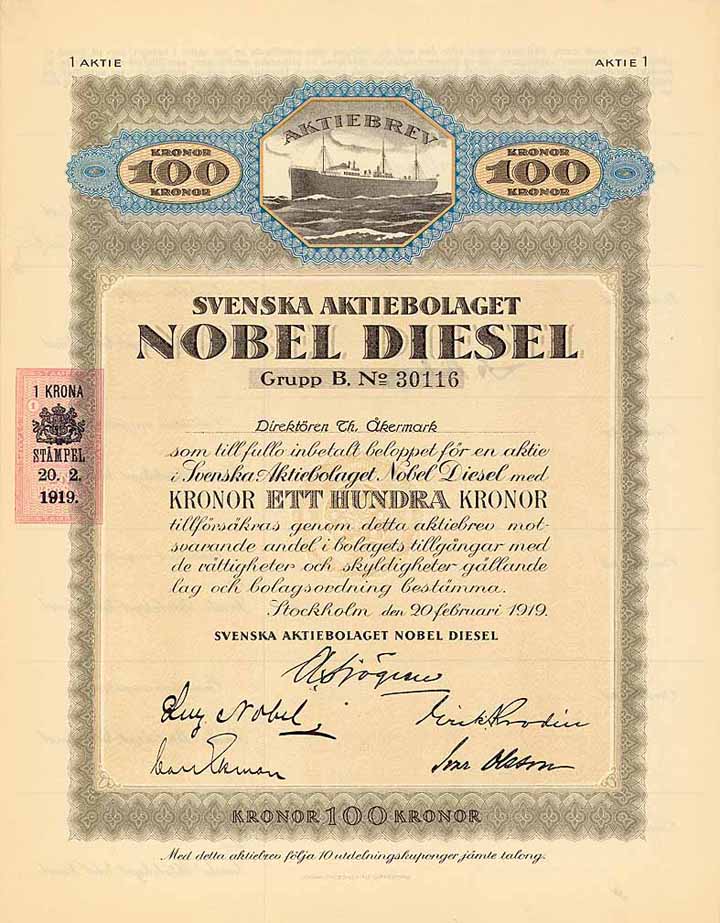 1 AKTIE
AKTIE 1
AKTIEBREV
KRONOR
100
KRONOR
KRONOR
100
KRONOR
SVENSKA AKTIEBOLAGET
NOBEL DIESEL
Grupp B. No 30116
1 KRONA
STÄMPEL
20. 2.
1919.
Direktören Th. Åkermark
som till fullo inbetalt beloppet för en aktie
i Svenska Aktiebolaget Nobel Diesel med
KRONOR ETT HUNDRA KRONOR
tillförsäkras genom detta aktiebrev mot-
svarande andel i bolagets tillgångar med
de rättigheter och skyldigheter gällande
lag och bolagsordning bestämma.
Stockholm den 20 februari 1919.
SVENSKA AKTIEBOLAGET NOBEL DIESEL
Sjögren
Nobel
Ivar Olsson
KRONOR 100 KRONOR
Med detta aktiebrev följa 10 utdelningskuponger jämte talong.